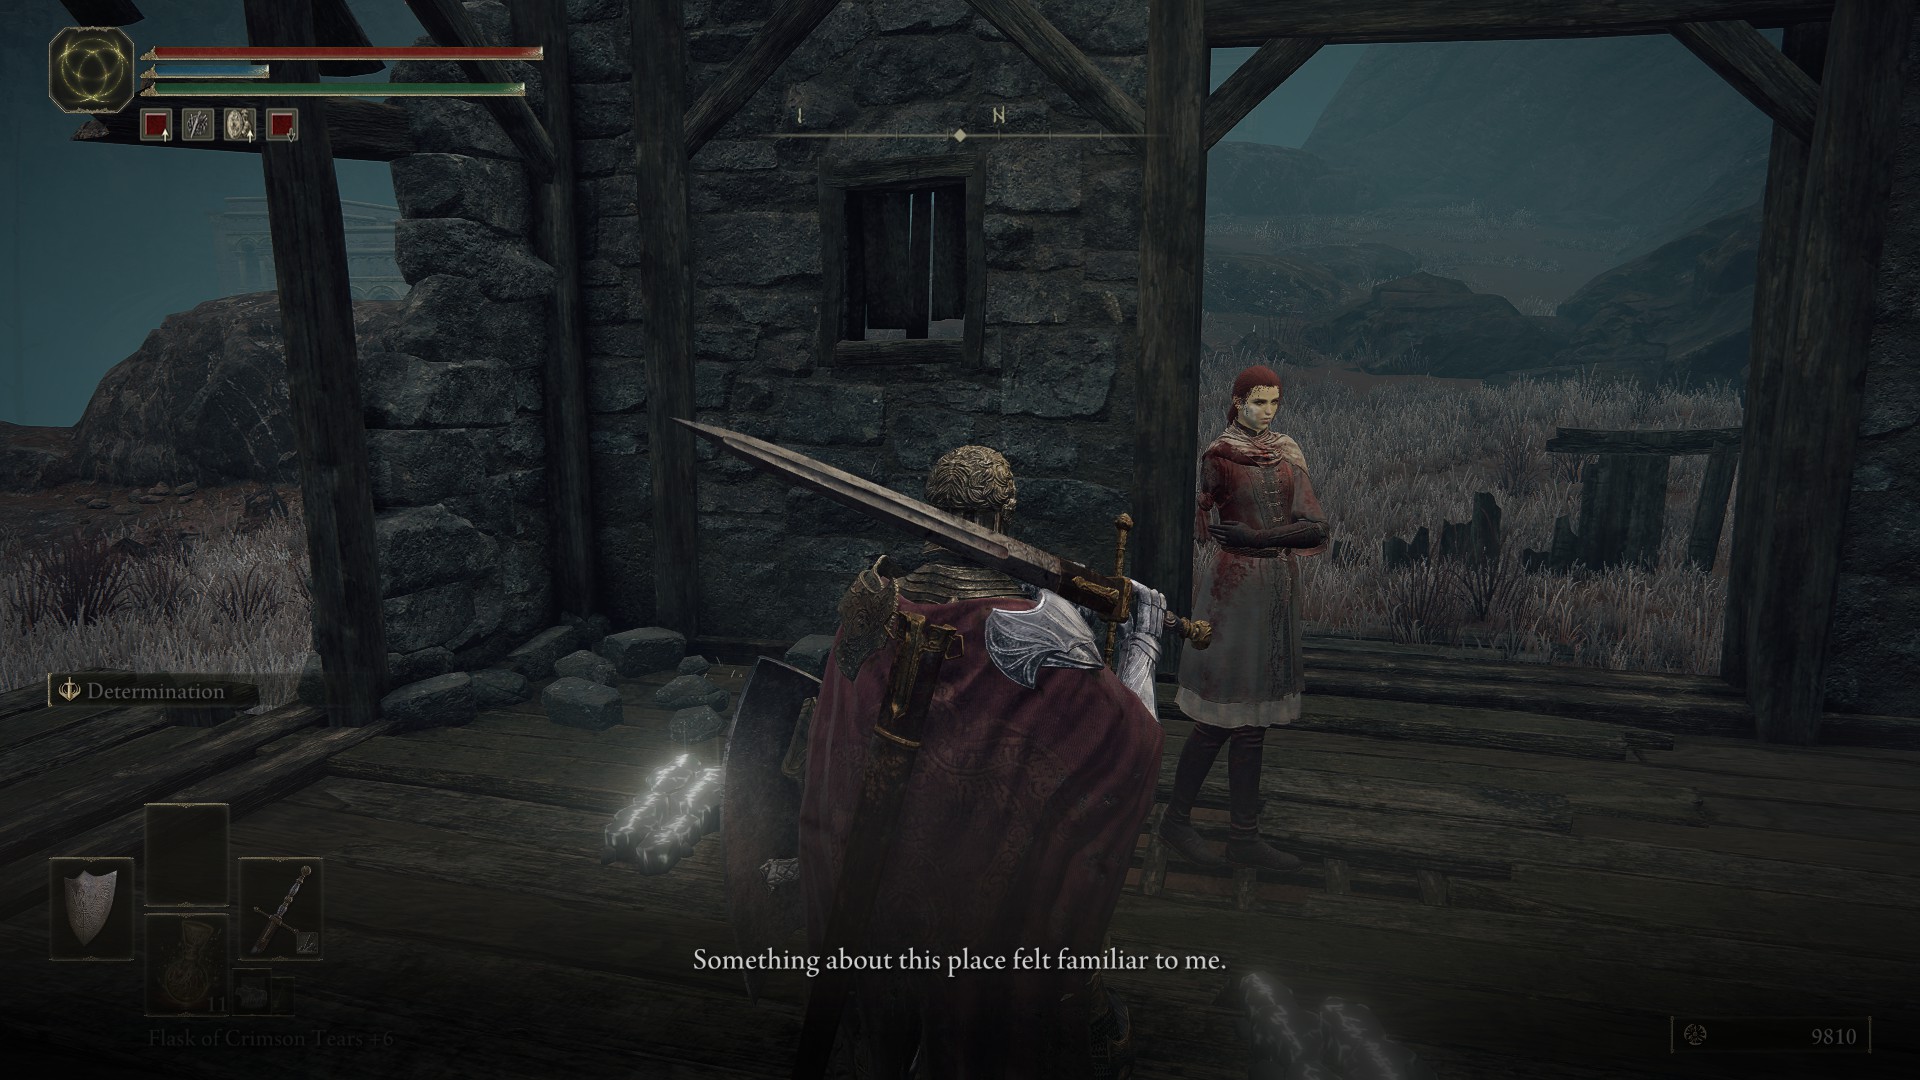 N
Determination
Something about this place felt familiar to me.
11
Flask of Crimson Tears +6
9810